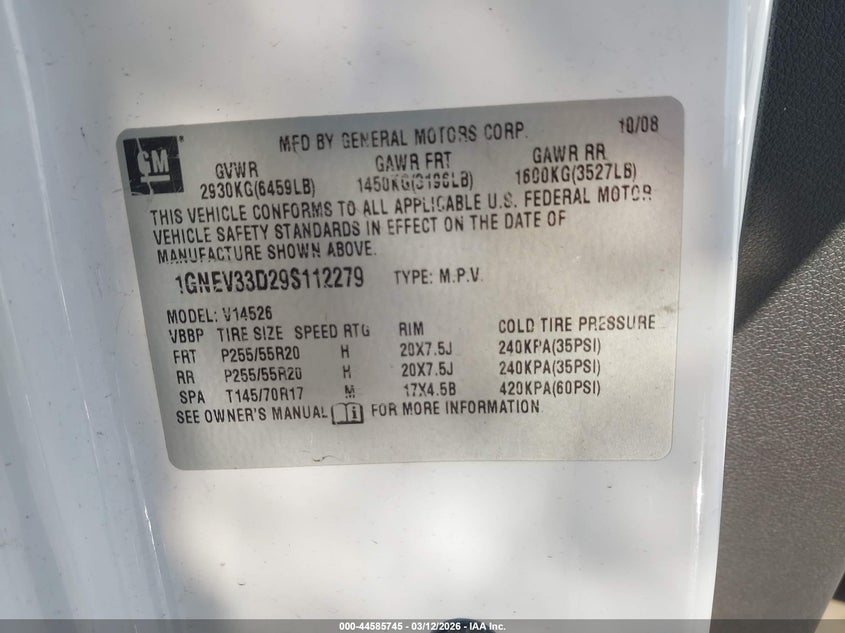 GM
MFD BY GENERAL MOTORS CORP. 10/08
GVWR GAWR FRT GAWR RR
2930KG(6459LB) 1450KG(3196LB) 1600KG(3527LB)
THIS VEHICLE CONFORMS TO ALL APPLICABLE U.S. FEDERAL MOTOR
VEHICLE SAFETY STANDARDS IN EFFECT ON THE DATE OF
MANUFACTURE SHOWN ABOVE.
1GNEV33D29S112279 TYPE: M.P.V.
MODEL: V14526
VBBP TIRE SIZE SPEED RTG RIM COLD TIRE PRESSURE
FRT P255/55R20 H 20X7.5J 240KPA(35PSI)
RR P255/55R20 H 20X7.5J 240KPA(35PSI)
SPA T145/70R17 M 17X4.5B 420KPA(60PSI)
SEE OWNER'S MANUAL FOR MORE INFORMATION.
000-44585745 - 03/12/2026 - IAA Inc.